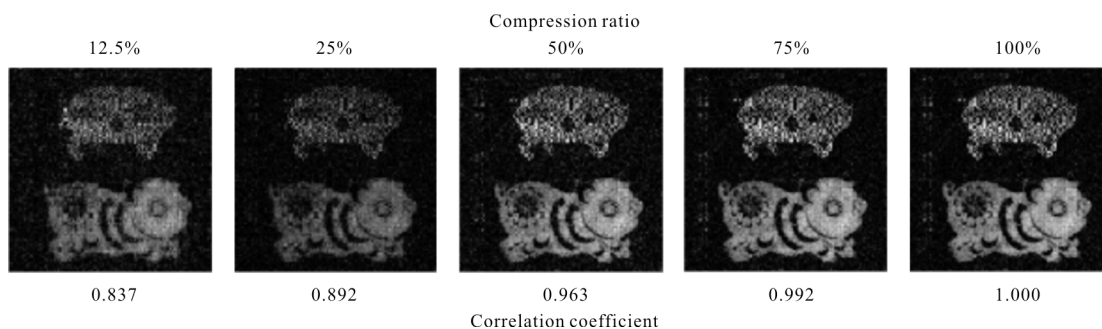 Compression ratio
12.5% 25% 50% 75% 100%
0.837 0.892 0.963 0.992 1.000
Correlation coefficient